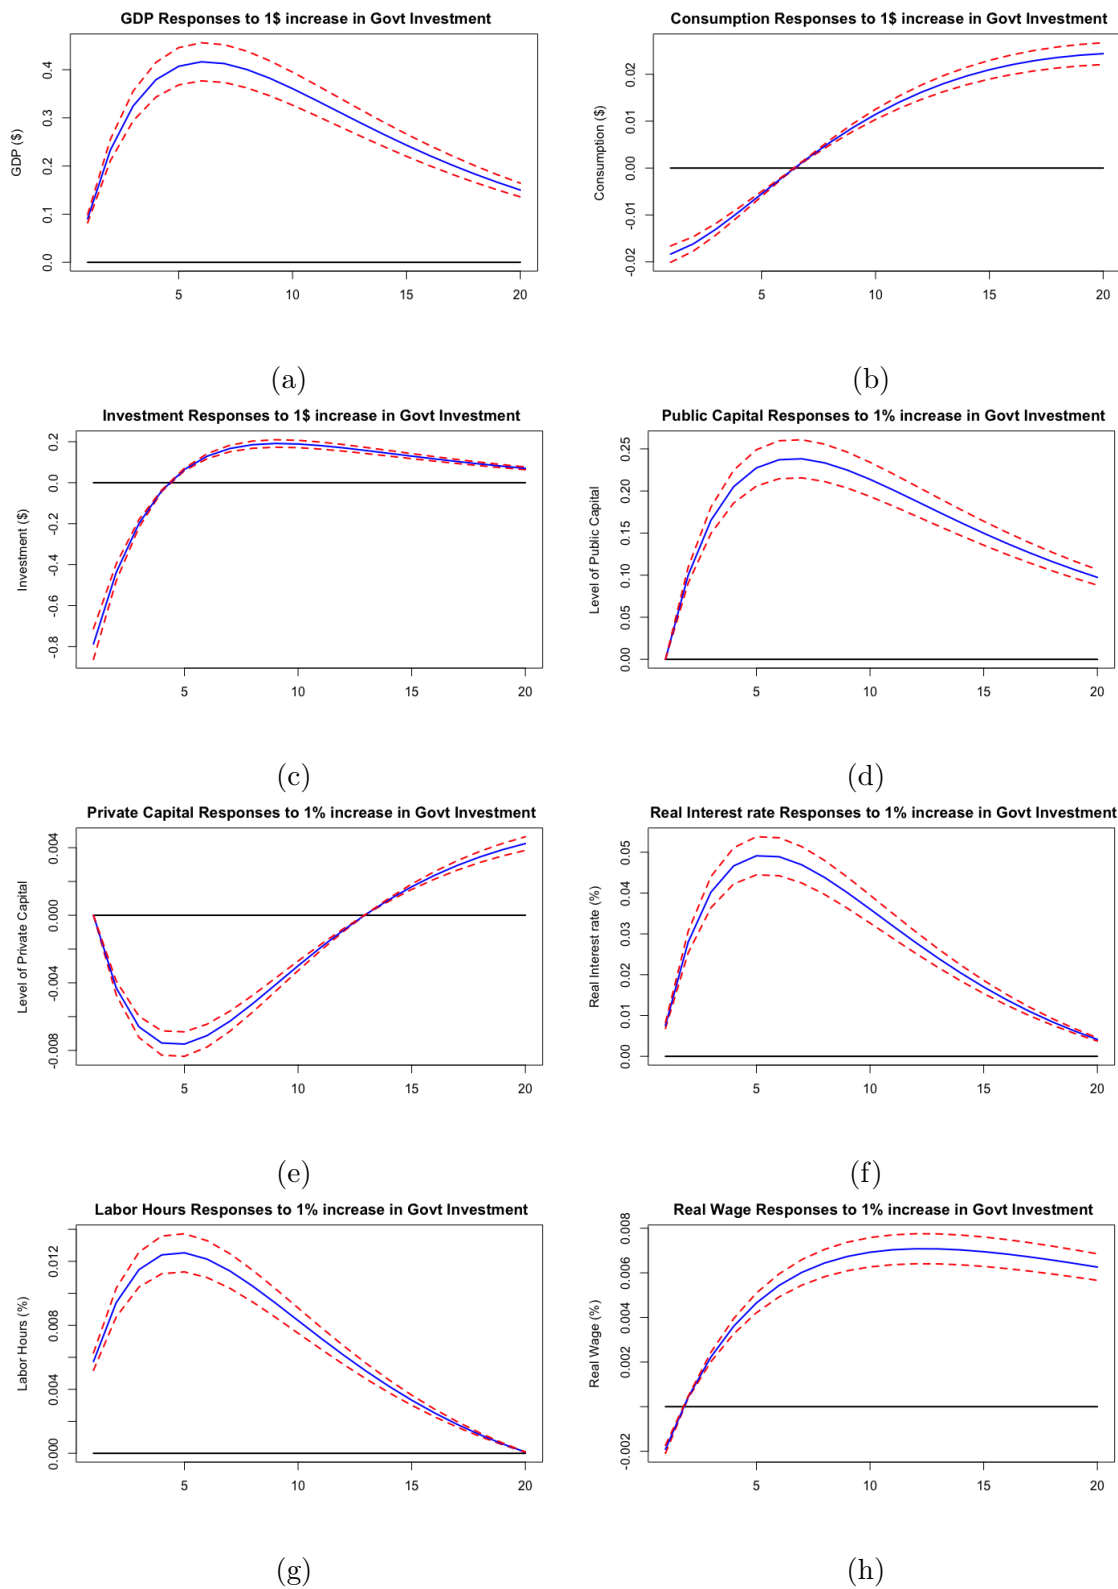 GDP Responses to 1$ increase in Govt Investment
GDP ($)
0.4
0.3
0.2
0.1
0.0
5 10 15 20
(a)
Consumption Responses to 1$ increase in Govt Investment
Consumption ($)
0.02
0.01
0.00
-0.01
-0.02
5 10 15 20
(b)
Investment Responses to 1$ increase in Govt Investment
Investment ($)
0.2
0.0
-0.2
-0.4
-0.6
-0.8
5 10 15 20
(c)
Public Capital Responses to 1% increase in Govt Investment
Level of Public Capital
0.25
0.20
0.15
0.10
0.05
0.00
5 10 15 20
(d)
Private Capital Responses to 1% increase in Govt Investment
Level of Private Capital
0.004
0.000
-0.004
-0.008
5 10 15 20
(e)
Real Interest rate Responses to 1% increase in Govt Investment
Real Interest rate (%)
0.05
0.04
0.03
0.02
0.01
0.00
5 10 15 20
(f)
Labor Hours Responses to 1% increase in Govt Investment
Labor Hours (%)
0.012
0.008
0.004
0.000
5 10 15 20
(g)
Real Wage Responses to 1% increase in Govt Investment
Real Wage (%)
0.008
0.006
0.004
0.002
-0.002
5 10 15 20
(h)